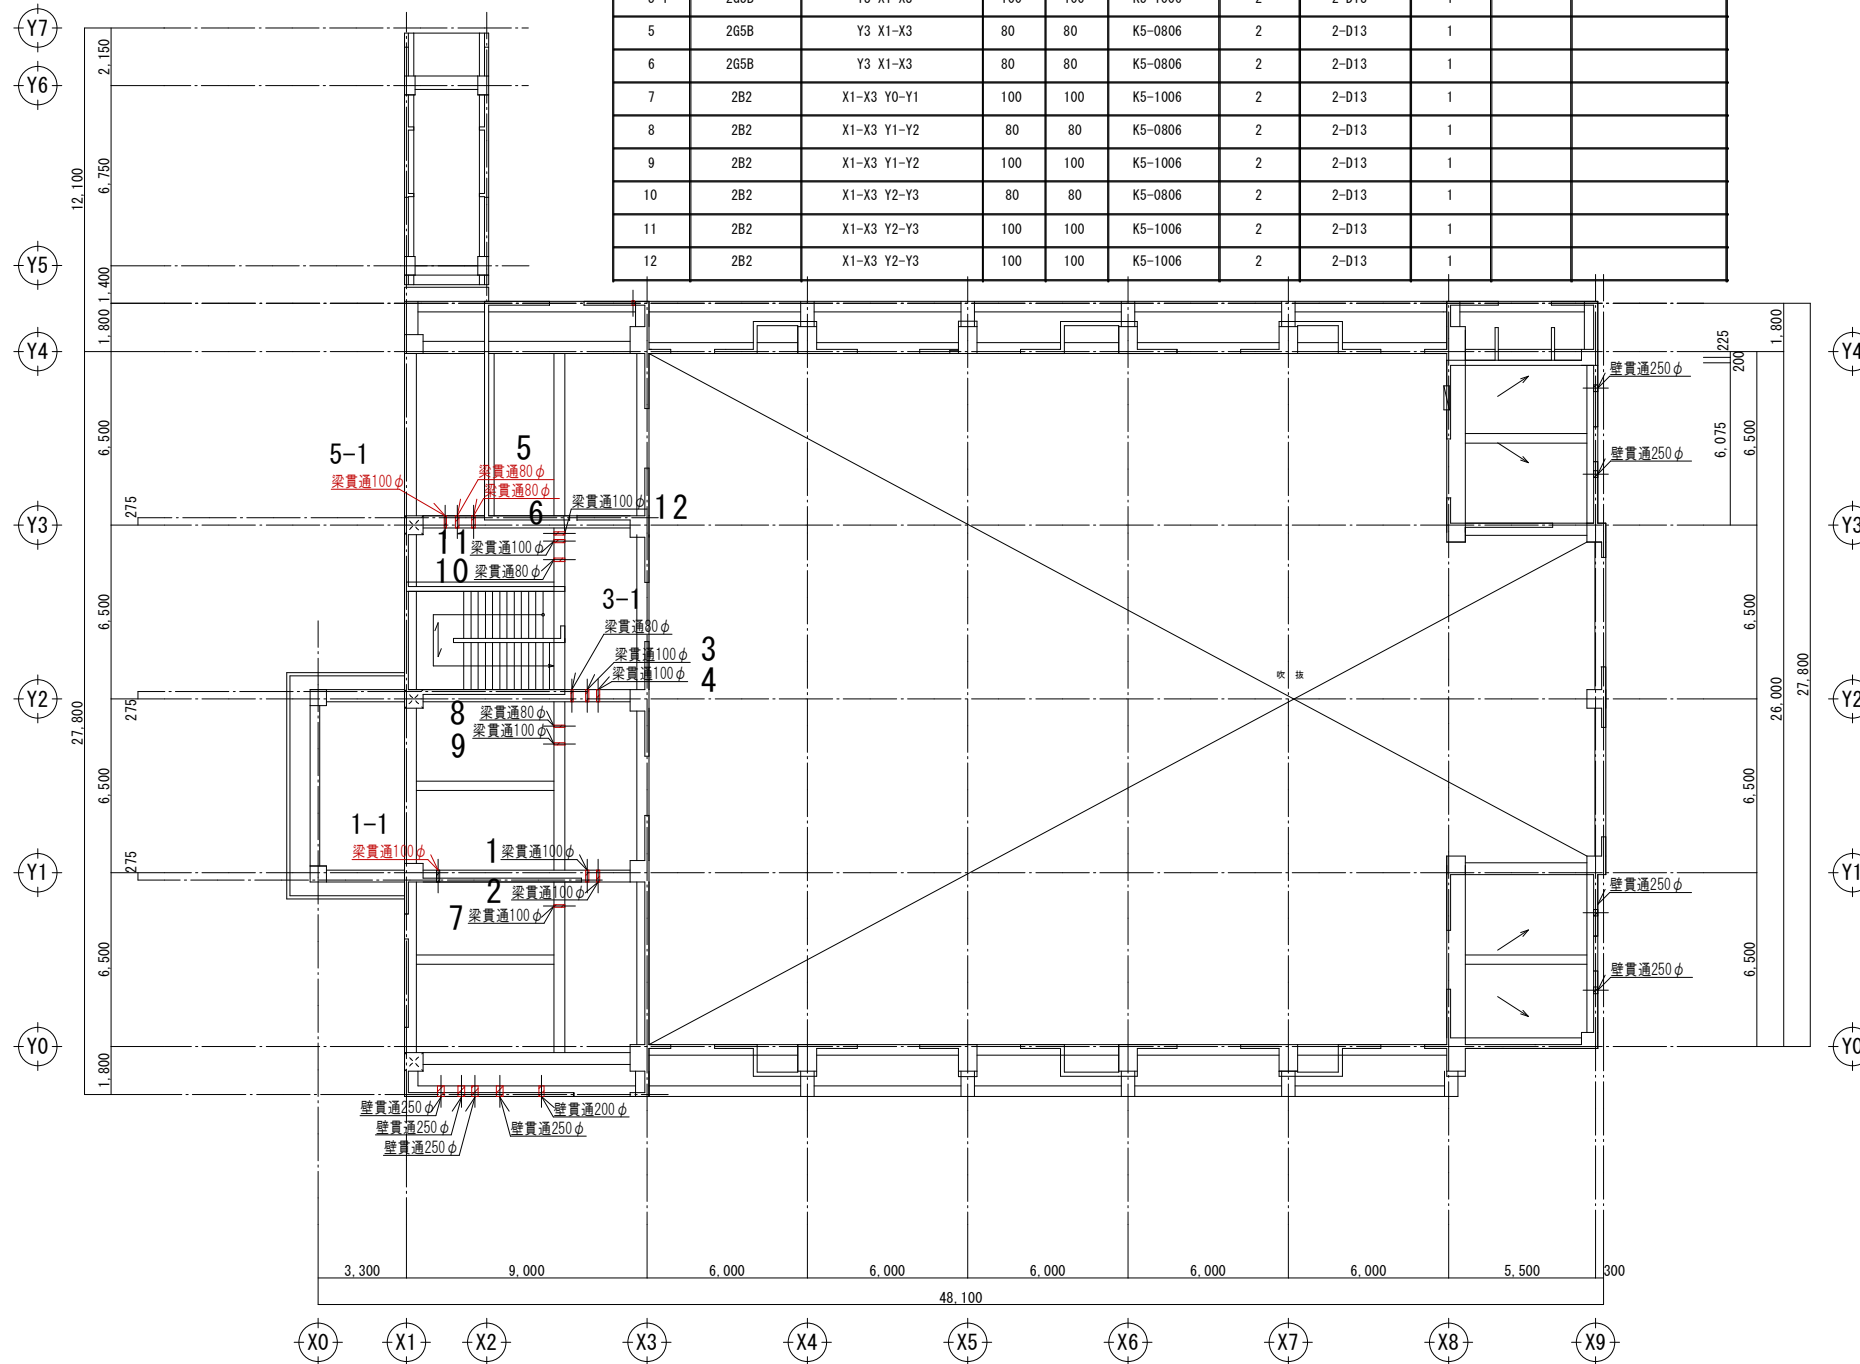 5 2G5B Y3 X1-X3 80 80 K5-0806 2 2-D13 1
6 2G5B Y3 X1-X3 80 80 K5-0806 2 2-D13 1
7 2B2 X1-X3 Y0-Y1 100 100 K5-1006 2 2-D13 1
8 2B2 X1-X3 Y1-Y2 80 80 K5-0806 2 2-D13 1
9 2B2 X1-X3 Y1-Y2 100 100 K5-1006 2 2-D13 1
10 2B2 X1-X3 Y2-Y3 80 80 K5-0806 2 2-D13 1
11 2B2 X1-X3 Y2-Y3 100 100 K5-1006 2 2-D13 1
12 2B2 X1-X3 Y2-Y3 100 100 K5-1006 2 2-D13 1
Y7
Y6
Y5
Y4
Y3
Y2
Y1
Y0
2,150
6,750
12,100
1,400
1,800
6,500
6,500
6,500
6,500
1,800
27,800
275
275
275
5-1
梁貫通100φ
5
梁貫通80φ
梁貫通80φ
6
梁貫通100φ
12
11
梁貫通100φ
10
梁貫通80φ
3-1
梁貫通80φ
梁貫通100φ
3
梁貫通100φ
4
8
梁貫通80φ
梁貫通100φ
9
1-1
梁貫通100φ
1
梁貫通100φ
2
梁貫通100φ
7
梁貫通100φ
壁貫通250φ
壁貫通250φ
壁貫通250φ
壁貫通250φ
壁貫通200φ
吹 抜
壁貫通250φ
壁貫通250φ
壁貫通250φ
壁貫通250φ
225
200
1,800
6,075
6,500
6,500
6,500
6,500
26,000
27,800
Y4
Y3
Y2
Y1
Y0
3,300
9,000
6,000
6,000
6,000
6,000
6,000
5,500
300
48,100
X0
X1
X2
X3
X4
X5
X6
X7
X8
X9